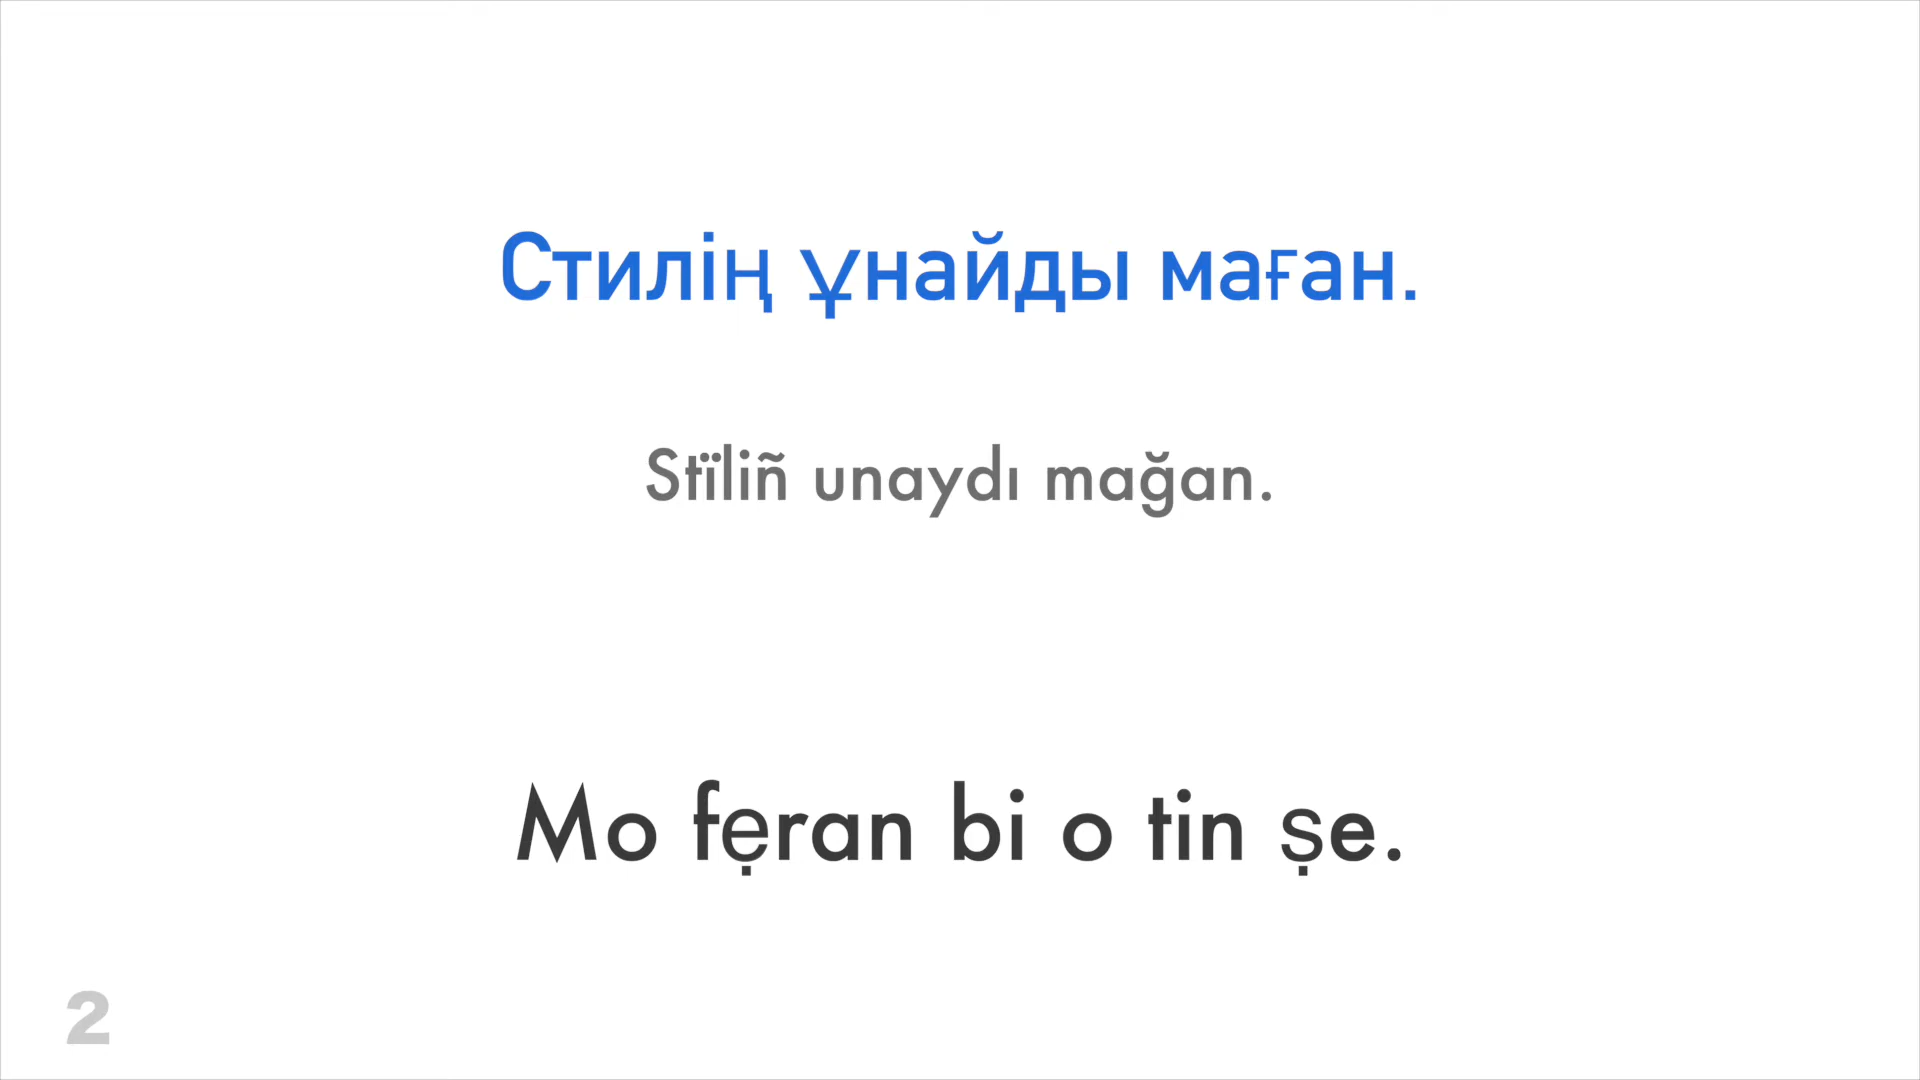 Стилің ұнайды маған.
Stïliñ unaydı mağan.
Mo fẹran bi o tin ṣe.
2